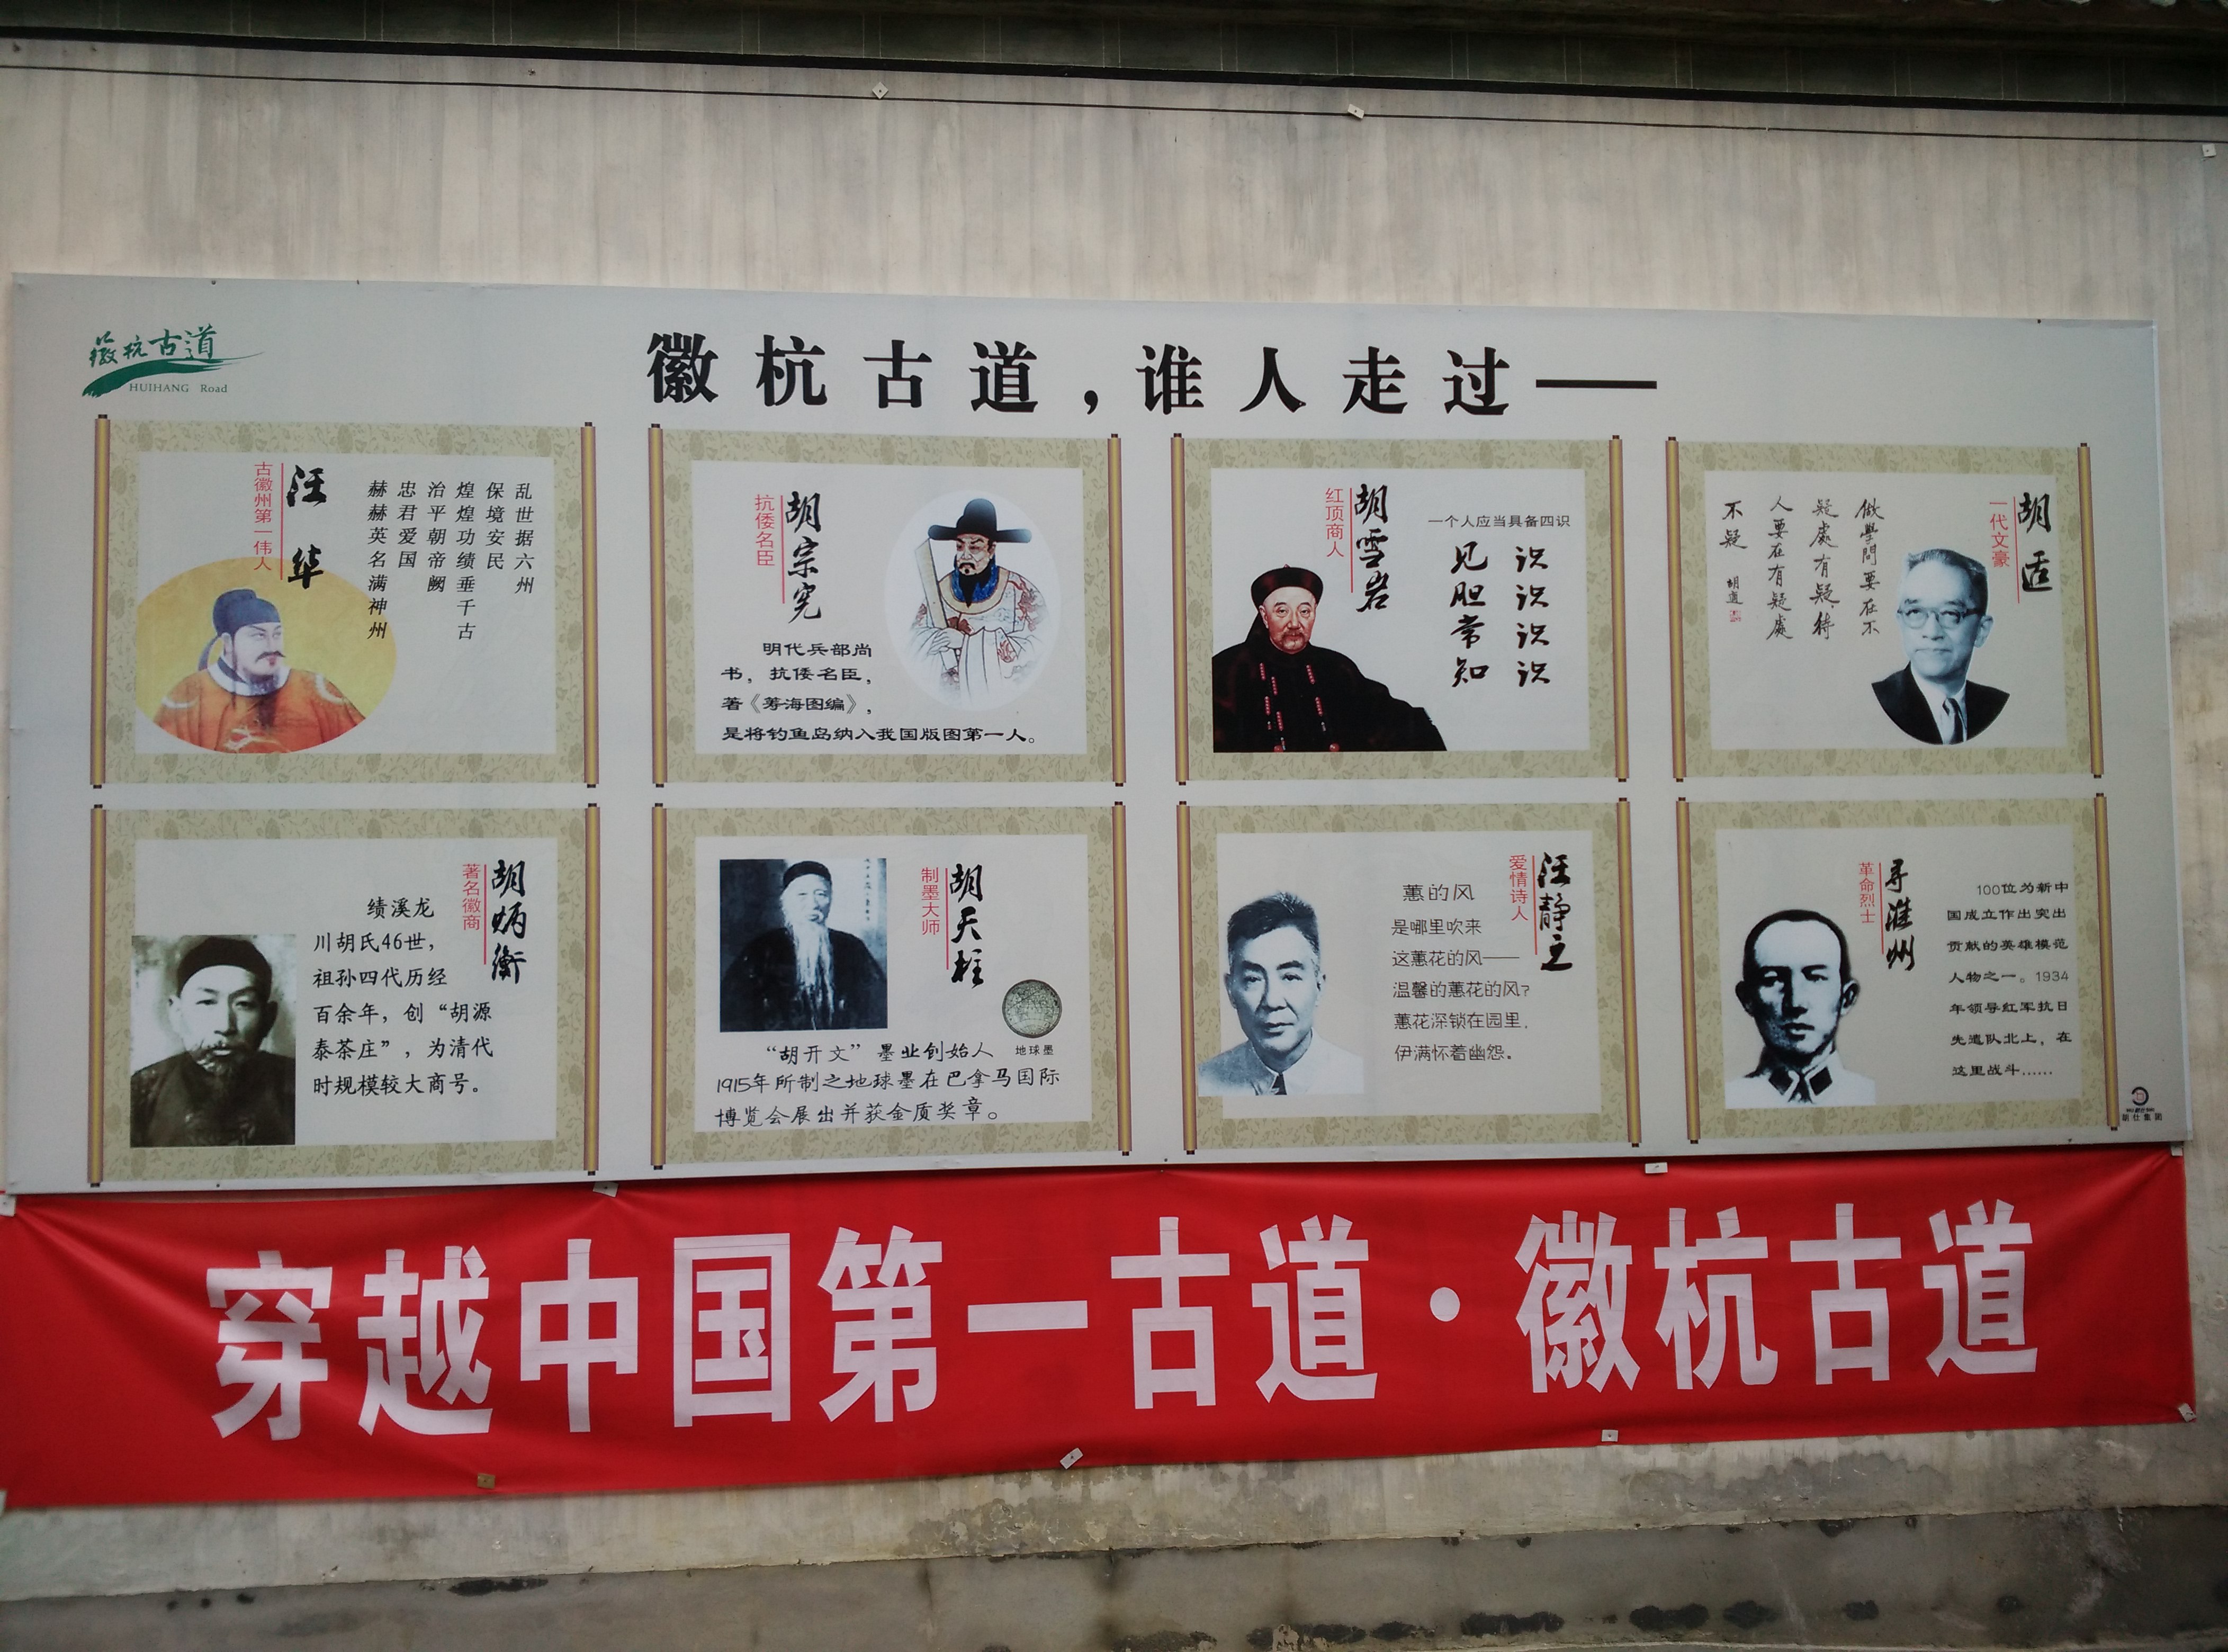 徽杭古道
HUIHANG Road
徽杭古道，谁人走过——
汪华
古徽州第一伟人
乱世据六州
保境安民
煌煌功绩垂千古
治平朝帝阙
忠君爱国
赫赫英名满神州
胡宗宪
抗倭名臣
明代兵部尚
书，抗倭名臣，
著《筹海图编》，
是将钓鱼岛纳入我国版图第一人。
胡雪岩
红顶商人
一个人应当具备四识
见识
胆识
常识
知识
胡适
一代文豪
做學問要在不
疑處有疑，待
人要在有疑處
不疑
胡適
胡炳衡
著名徽商
绩溪龙
川胡氏46世，
祖孙四代历经
百余年，创“胡源
泰茶庄”，为清代
时规模较大商号。
胡天柱
制墨大师
地球墨
“胡开文”墨业创始人
1915年所制之地球墨在巴拿马国际
博览会展出并获金质奖章。
汪静之
爱情诗人
蕙的风
是哪里吹来
这蕙花的风——
温馨的蕙花的风？
蕙花深锁在园里，
伊满怀着幽怨。
寻淮洲
革命烈士
100位为新中
国成立作出突出
贡献的英雄模范
人物之一。1934
年领导红军抗日
先遣队北上，在
这里战斗……
胡仕集团
穿越中国第一古道·徽杭古道